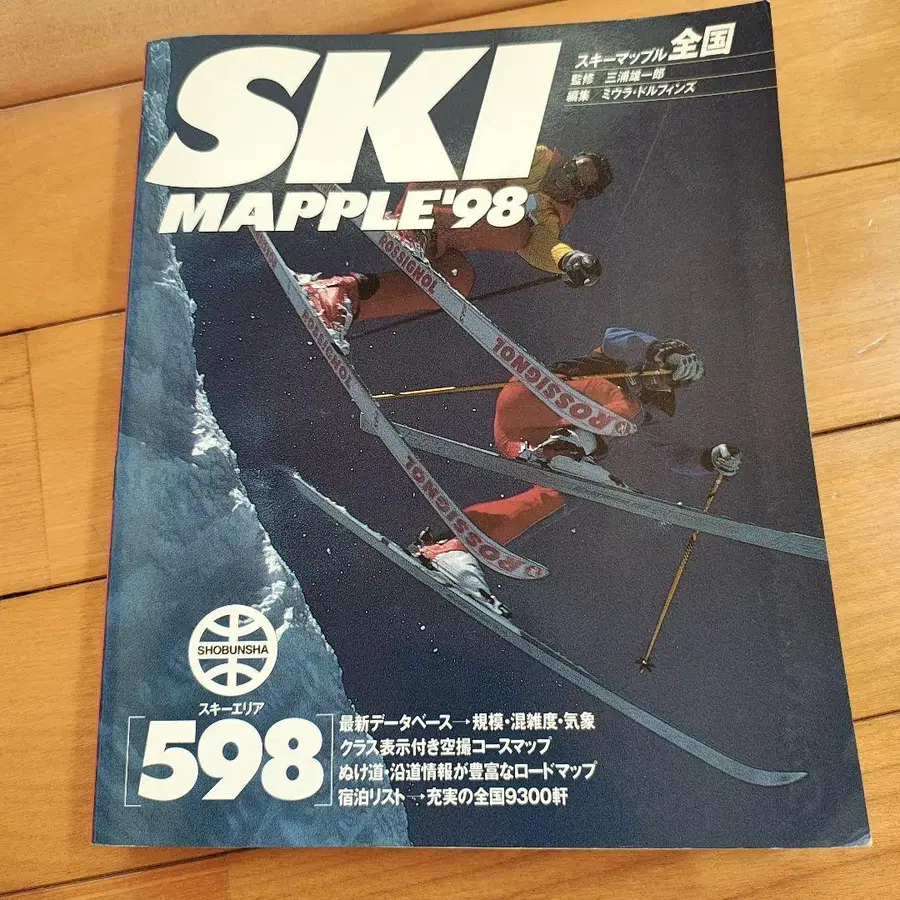 SKI
MAPPLE'98
スキーマップル 全国
監修 三浦雄一郎
編集 ミウラ・ドルフィンズ
ROSSIGNOL
ROSSIGNOL
ROSSIGNOL
ROSSIGNOL
ROSSIGNOL
SHOBUNSHA
スキーエリア
[598]
最新データベース→規模・混雑度・気象
クラス表示付き空撮コースマップ
ぬけ道・沿道情報が豊富なロードマップ
宿泊リスト→充実の全国9300軒